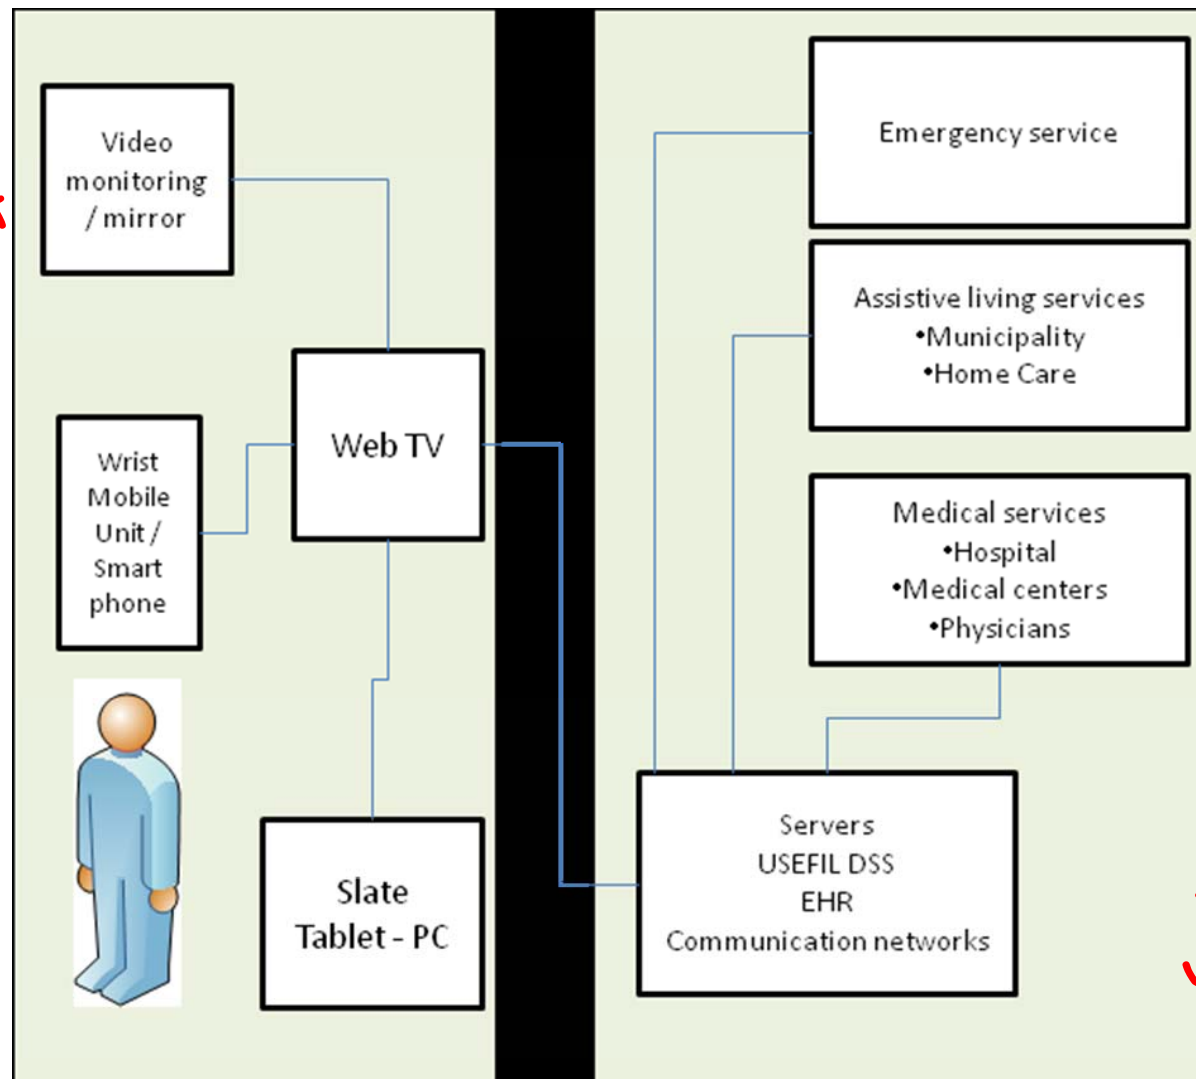 Video
monitoring
/ mirror
Wrist
Mobile
Unit /
Smart
phone
Web TV
Slate
Tablet - PC
Emergency service
Assistive living services
•Municipality
•Home Care
Medical services
•Hospital
•Medical centers
•Physicians
Servers
USEFIL DSS
EHR
Communication networks